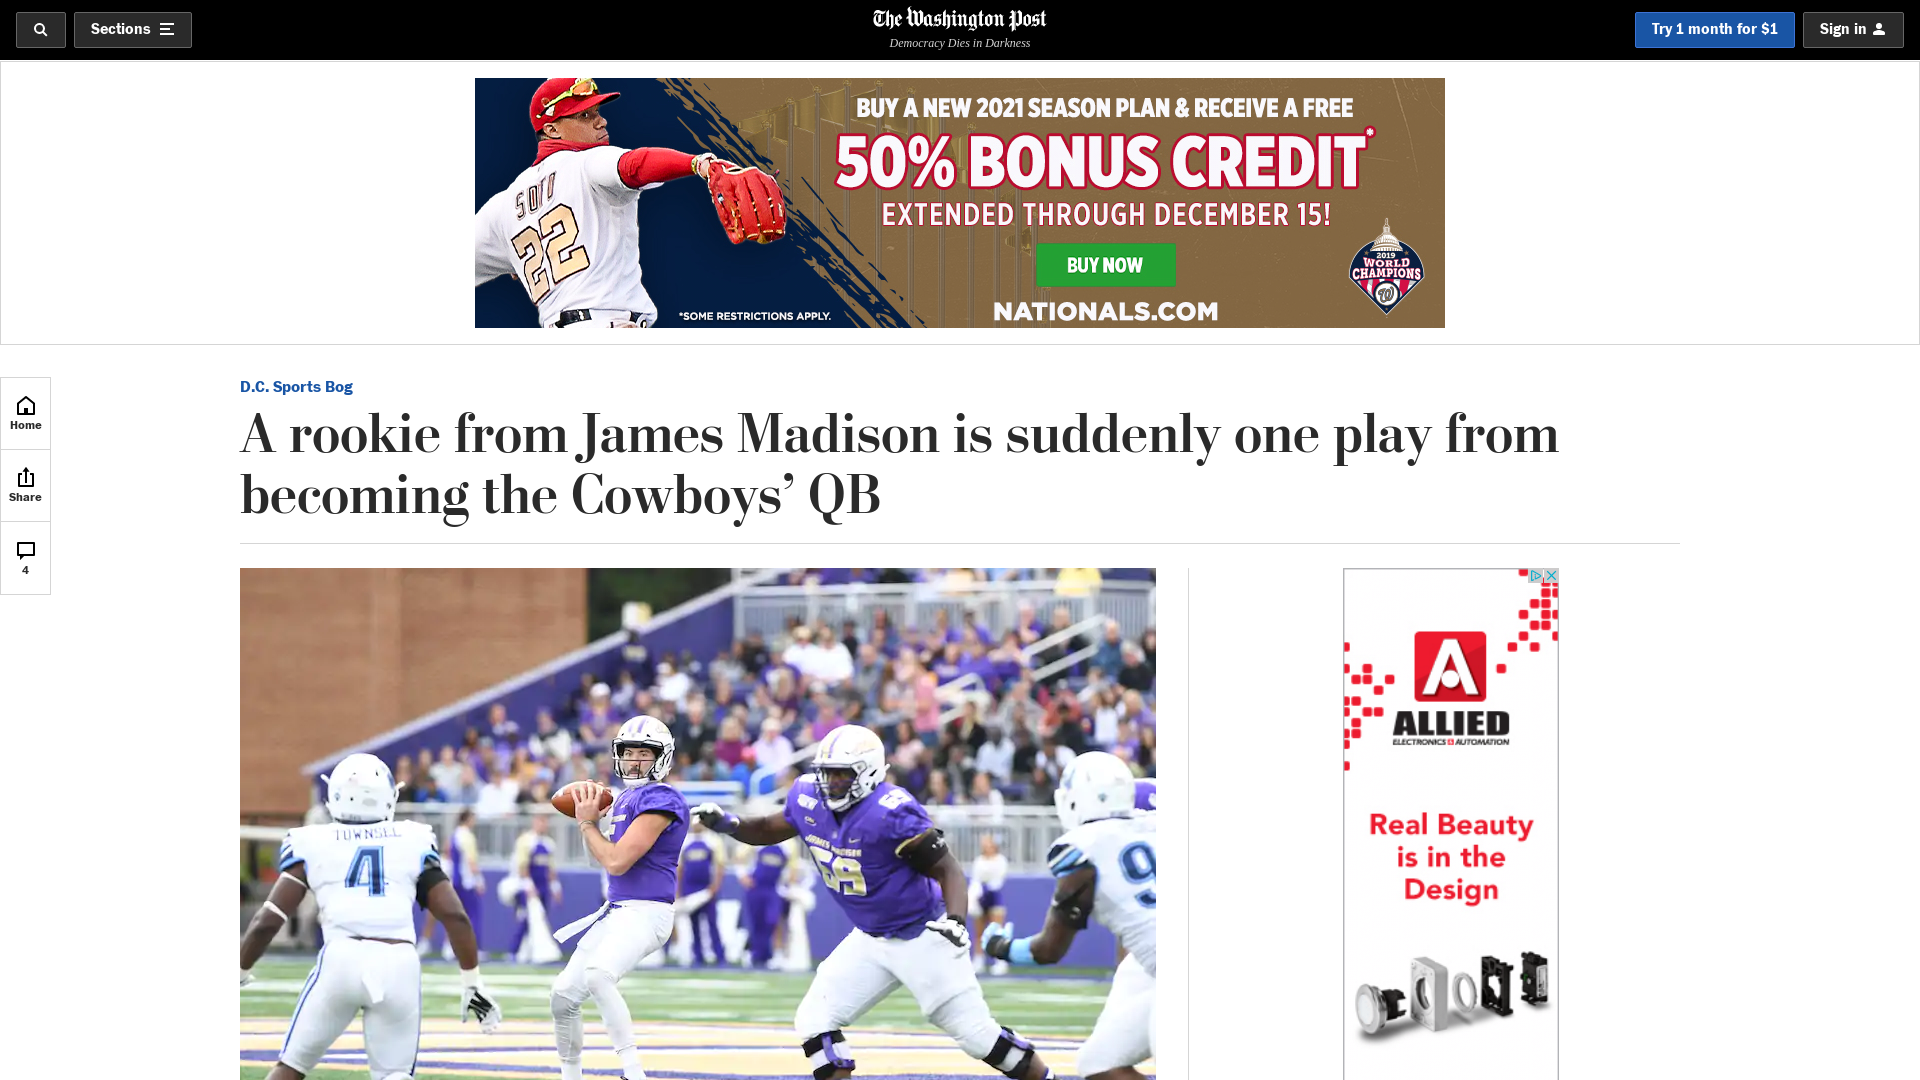 Sections
The Washington Post
Democracy Dies in Darkness
Try 1 month for $1
Sign in
BUY A NEW 2021 SEASON PLAN & RECEIVE A FREE
50% BONUS CREDIT*
EXTENDED THROUGH DECEMBER 15!
BUY NOW
NATIONALS.COM
*SOME RESTRICTIONS APPLY.
SOTO
22
2019
WORLD
CHAMPIONS
W
Home
Share
4
D.C. Sports Bog
A rookie from James Madison is suddenly one play from
becoming the Cowboys’ QB
TOWNSEL
4
JAMES MADISON
9
A
ALLIED
ELECTRONICS & AUTOMATION
Real Beauty
is in the
Design